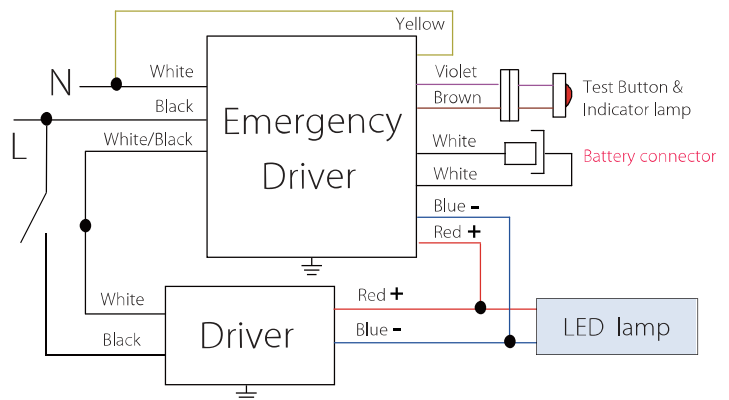 Yellow
N
White
Violet
Test Button &
Indicator lamp
Black
Brown
L
White/Black
Emergency
Driver
White
Battery connector
White
Blue -
Red +
White
Red +
Driver
LED lamp
Black
Blue -